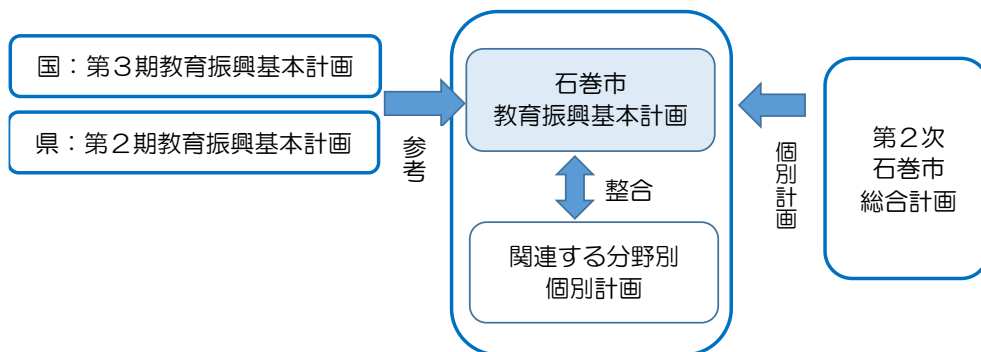 国：第３期教育振興基本計画
県：第２期教育振興基本計画
参考
石巻市
教育振興基本計画
整合
関連する分野別
個別計画
個別計画
第２次
石巻市
総合計画